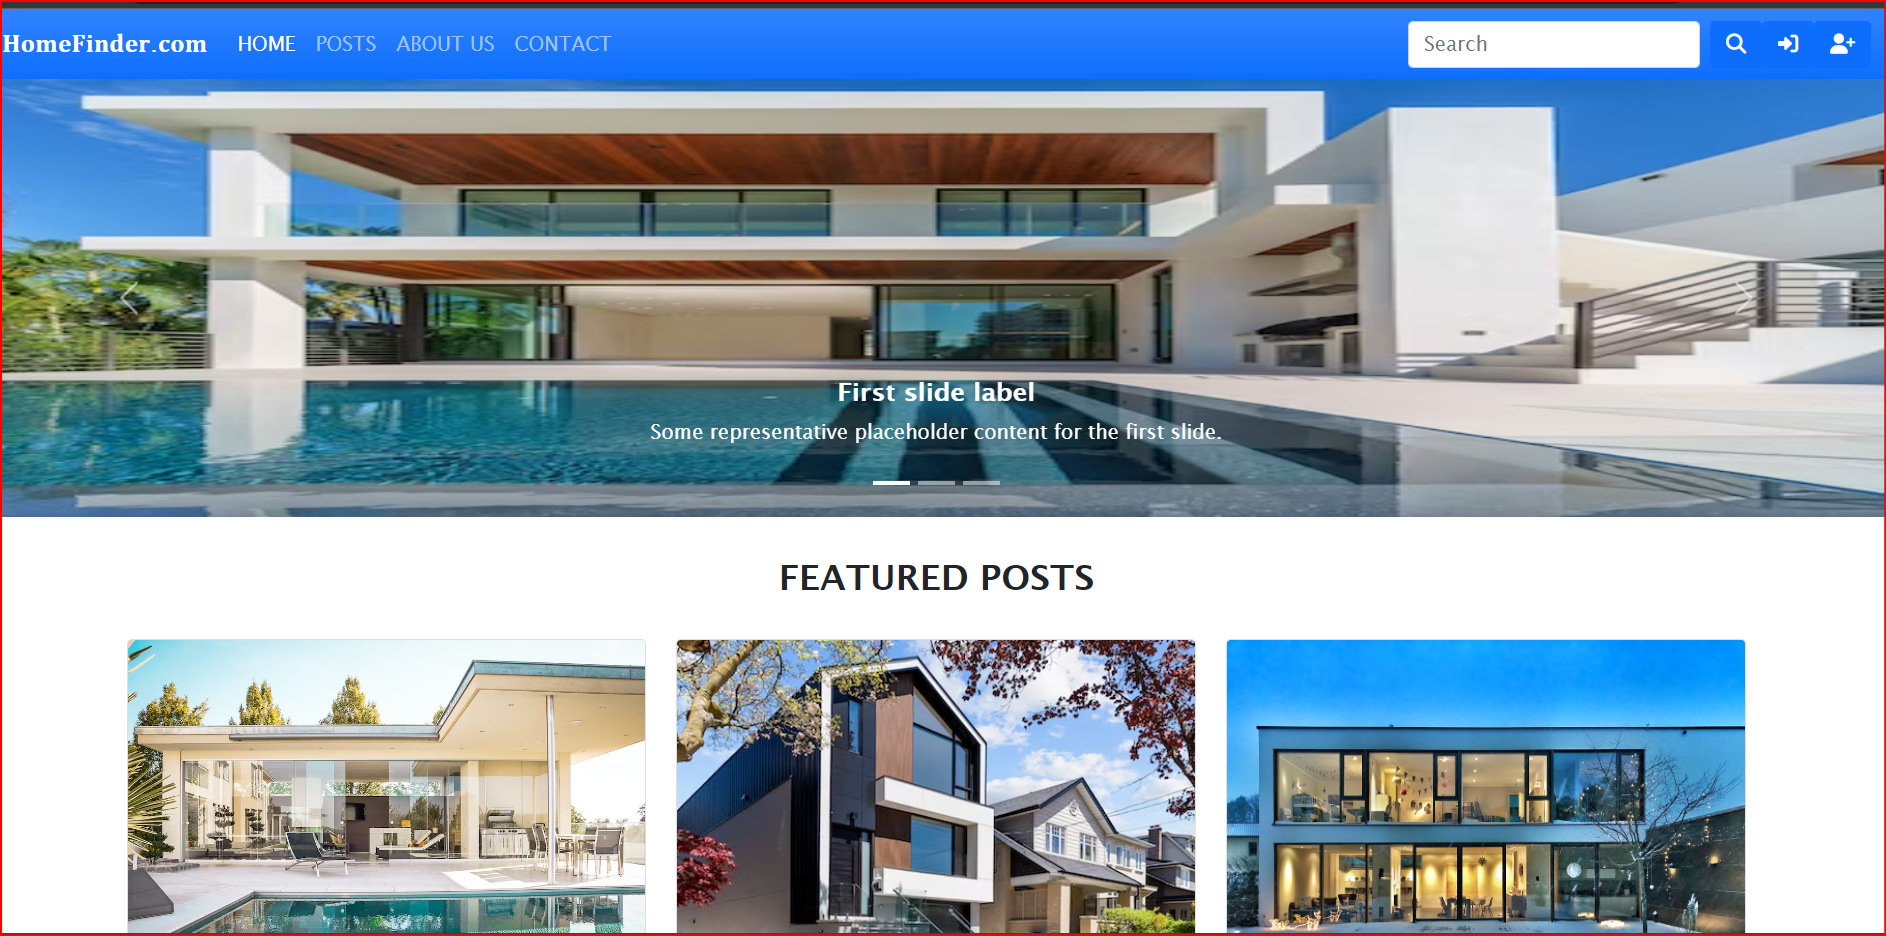 HomeFinder.com HOME POSTS ABOUT US CONTACT Search
First slide label
Some representative placeholder content for the first slide.
FEATURED POSTS